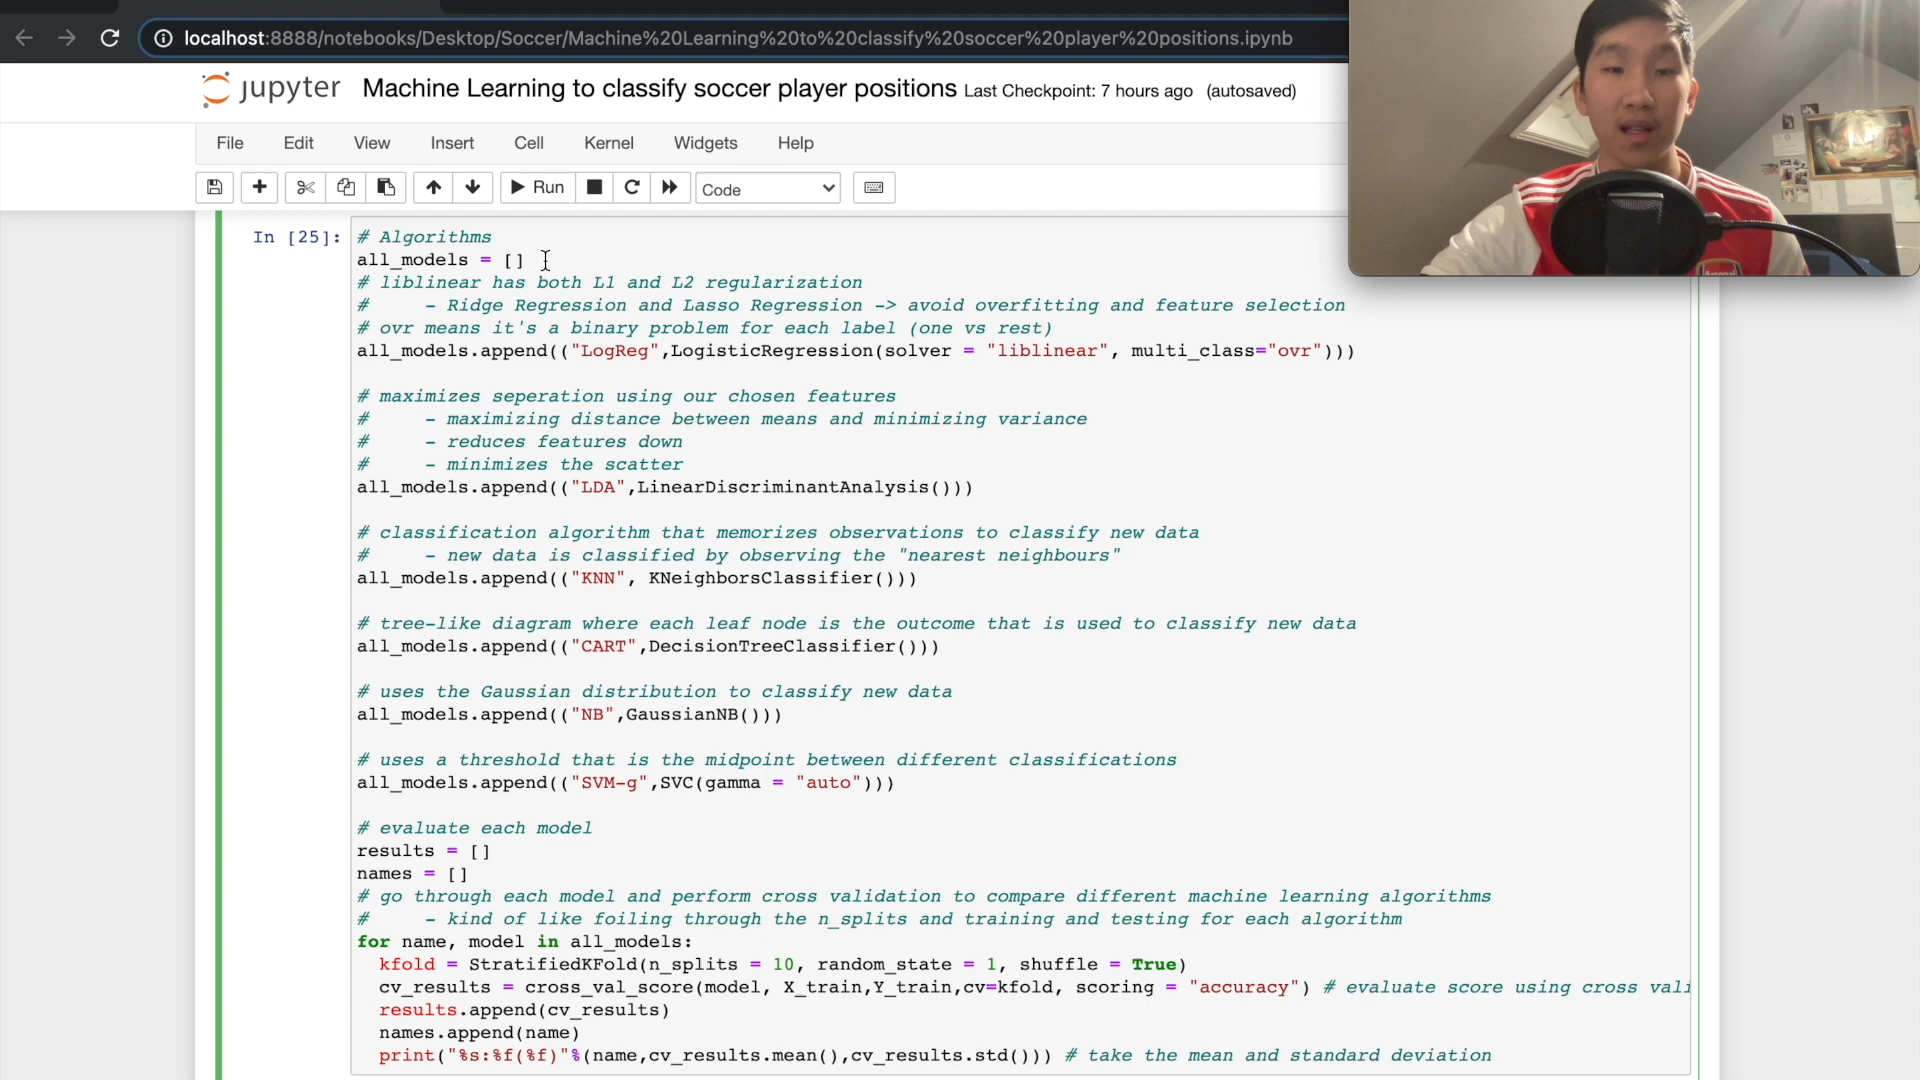 localhost:8888/notebooks/Desktop/Soccer/Machine%20Learning%20to%20classify%20soccer%20player%20positions.ipynb
jupyter Machine Learning to classify soccer player positions Last Checkpoint: 7 hours ago (autosaved)
File Edit View Insert Cell Kernel Widgets Help
Run Code
In [25]: # Algorithms
all_models = []
# liblinear has both L1 and L2 regularization
#     - Ridge Regression and Lasso Regression -> avoid overfitting and feature selection
# ovr means it's a binary problem for each label (one vs rest)
all_models.append(("LogReg",LogisticRegression(solver = "liblinear", multi_class="ovr")))
# maximizes seperation using our chosen features
#     - maximizing distance between means and minimizing variance
#     - reduces features down
#     - minimizes the scatter
all_models.append(("LDA",LinearDiscriminantAnalysis()))
# classification algorithm that memorizes observations to classify new data
#     - new data is classified by observing the "nearest neighbours"
all_models.append(("KNN", KNeighborsClassifier()))
# tree-like diagram where each leaf node is the outcome that is used to classify new data
all_models.append(("CART",DecisionTreeClassifier()))
# uses the Gaussian distribution to classify new data
all_models.append(("NB",GaussianNB()))
# uses a threshold that is the midpoint between different classifications
all_models.append(("SVM-g",SVC(gamma = "auto")))
# evaluate each model
results = []
names = []
# go through each model and perform cross validation to compare different machine learning algorithms
#     - kind of like foiling through the n_splits and training and testing for each algorithm
for name, model in all_models:
  kfold = StratifiedKFold(n_splits = 10, random_state = 1, shuffle = True)
  cv_results = cross_val_score(model, X_train,Y_train,cv=kfold, scoring = "accuracy") # evaluate score using cross vali
  results.append(cv_results)
  names.append(name)
  print("%s:%f(%f)"%(name,cv_results.mean(),cv_results.std())) # take the mean and standard deviation
Arsenal